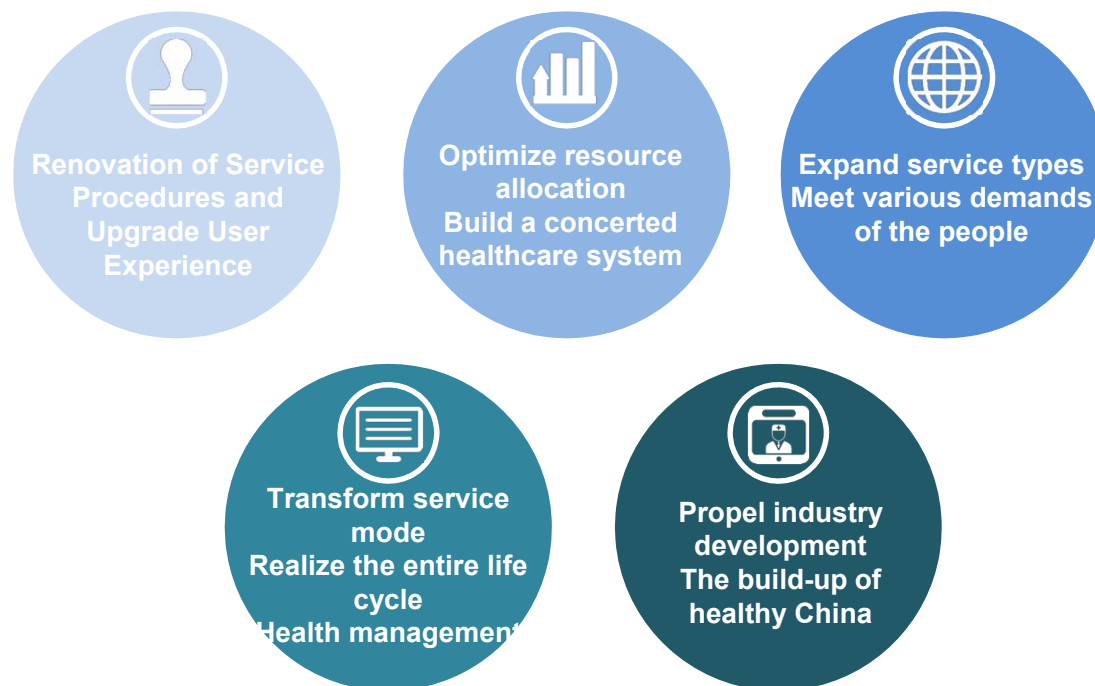 Renovation of Service
Procedures and
Upgrade User
Experience
Optimize resource
allocation
Build a concerted
healthcare system
Expand service types
Meet various demands
of the people
Transform service
mode
Realize the entire life
cycle
Health management
Propel industry
development
The build-up of
healthy China